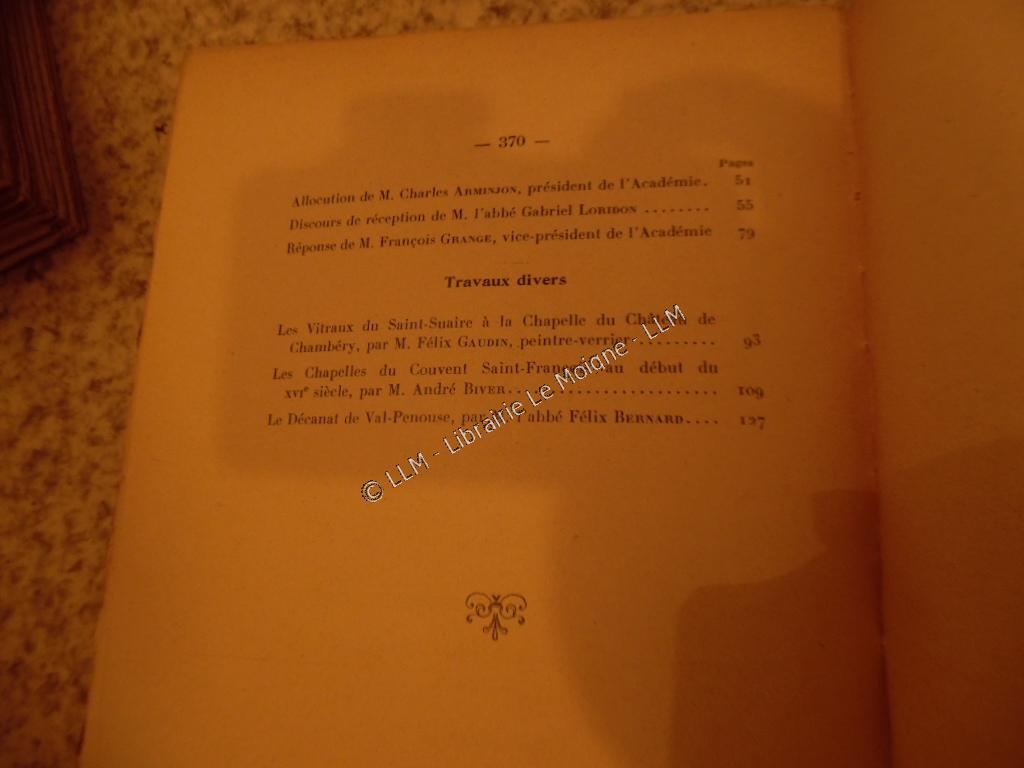 — 370 —
Pages
Allocution de M. Charles ARMINJON, président de l'Académie. 51
Discours de réception de M. l'abbé Gabriel LORIDON ........ 55
Réponse de M. François GRANGE, vice-président de l'Académie 79
Travaux divers
Les Vitraux du Saint-Suaire à la Chapelle du Château de
Chambéry, par M. Félix GAUDIN, peintre-verrier .......... 93
Les Chapelles du Couvent Saint-François au début du
XVIe siècle, par M. André BIVER..................... 109
Le Décanat de Val-Penouse, par l'abbé Félix BERNARD.... 127
© LLM - Librairie Le Moigne - LLM